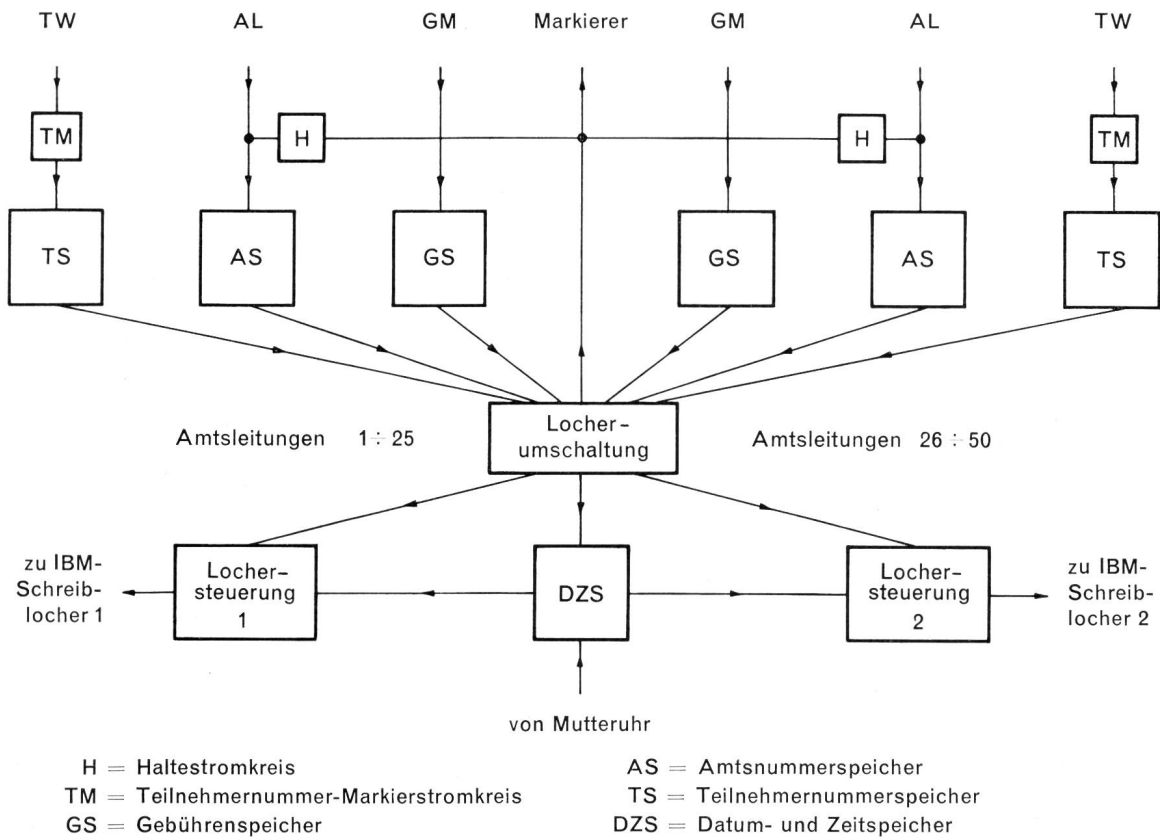 TW AL GM Markierer GM AL TW
TM H H TM
TS AS GS GS AS TS
Amtsleitungen 1÷25
Locher-
umschaltung
Amtsleitungen 26÷50
zu IBM-
Schreib-
locher 1
Locher-
steuerung
1
DZS
Locher-
steuerung
2
zu IBM-
Schreib-
locher 2
von Mutteruhr
H = Haltestromkreis
TM = Teilnehmernummer-Markierstromkreis
GS = Gebührenspeicher
AS = Amtsnummerspeicher
TS = Teilnehmernummerspeicher
DZS = Datum- und Zeitspeicher